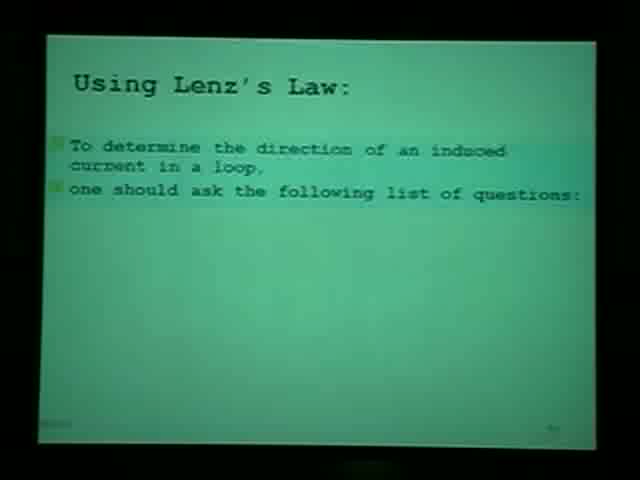 Using Lenz's Law:
To determine the direction of an induced
current in a loop,
one should ask the following list of questions: